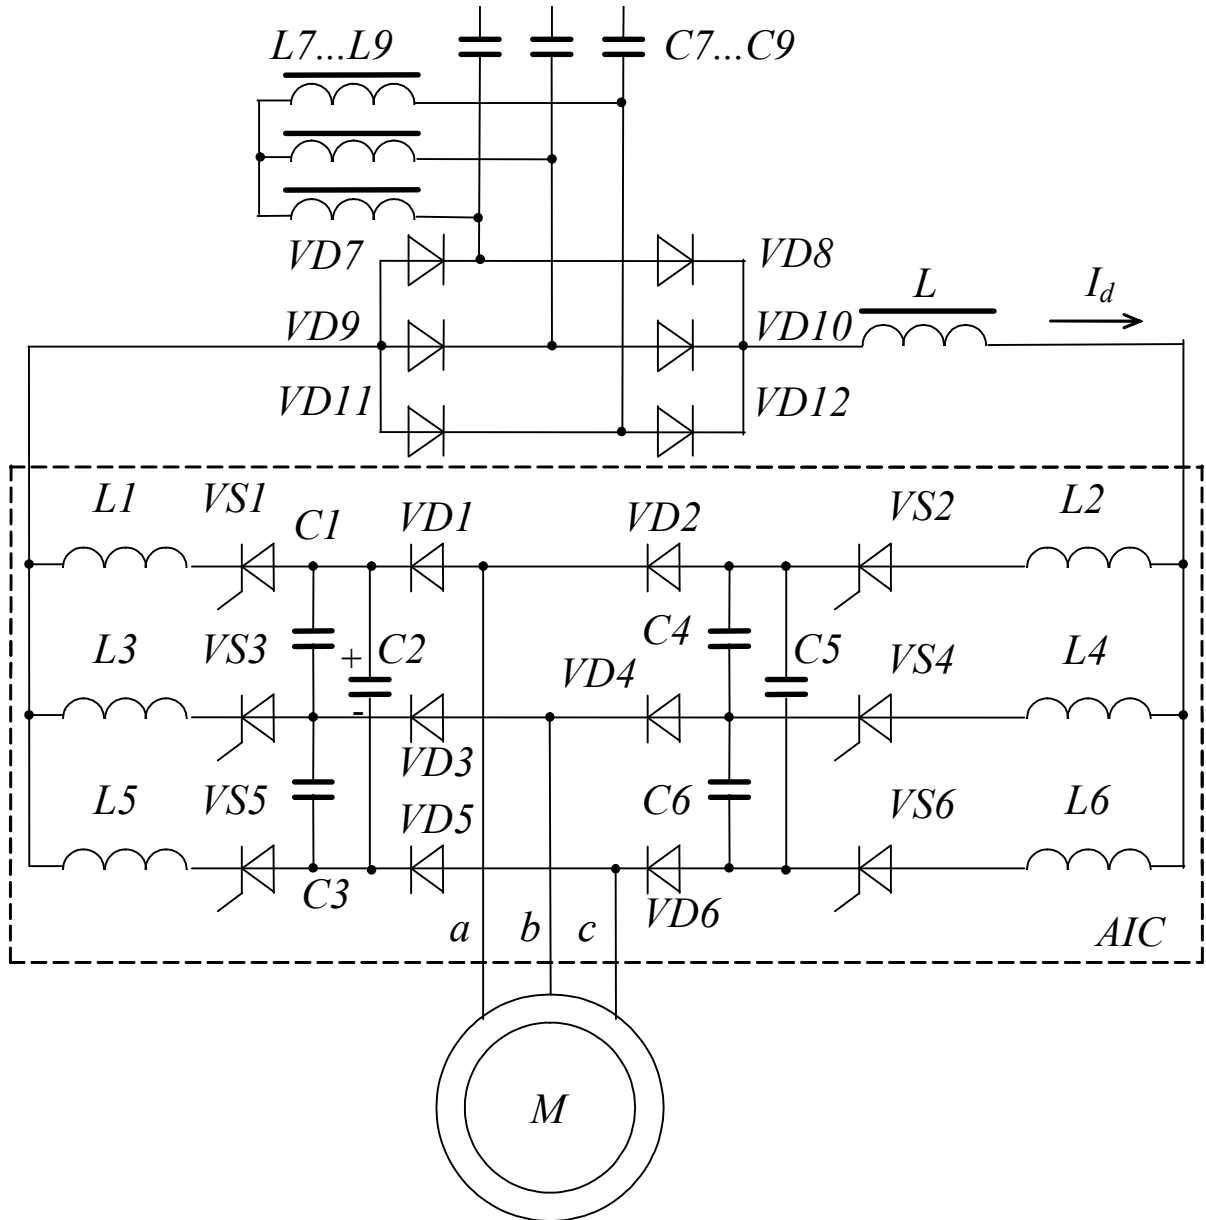 L7...L9 C7...C9
VD7 VD8
L I_d
VD9 VD10
VD11 VD12
L1 VS1 C1 VD1 VD2 VS2 L2
L3 VS3 + C2 C4 C5 VS4 L4
VD4
-
VD3
L5 VS5 VD5 C6 VS6 L6
C3 VD6
a b c AIC
M